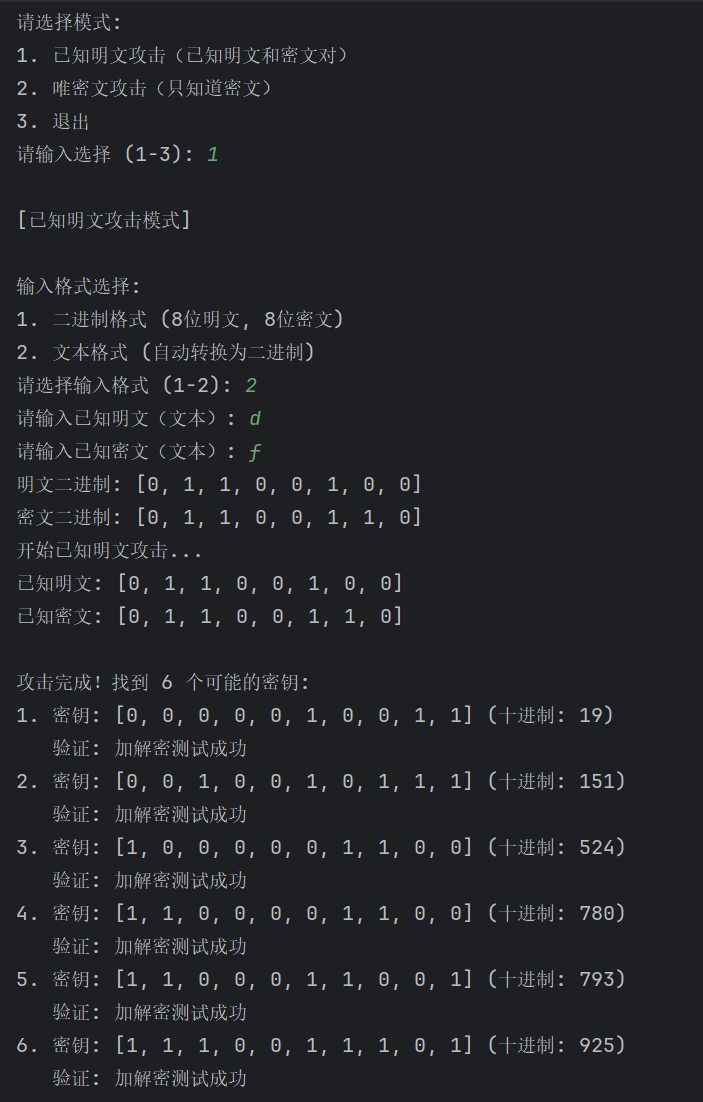 请选择模式:
1. 已知明文攻击（已知明文和密文对）
2. 唯密文攻击（只知道密文）
3. 退出
请输入选择 (1-3): 1
[已知明文攻击模式]
输入格式选择:
1. 二进制格式 (8位明文, 8位密文)
2. 文本格式 (自动转换为二进制)
请选择输入格式 (1-2): 2
请输入已知明文（文本）: d
请输入已知密文（文本）: f
明文二进制: [0, 1, 1, 0, 0, 1, 0, 0]
密文二进制: [0, 1, 1, 0, 0, 1, 1, 0]
开始已知明文攻击...
已知明文: [0, 1, 1, 0, 0, 1, 0, 0]
已知密文: [0, 1, 1, 0, 0, 1, 1, 0]
攻击完成! 找到 6 个可能的密钥:
1. 密钥: [0, 0, 0, 0, 0, 1, 0, 0, 1, 1] (十进制: 19)
验证: 加解密测试成功
2. 密钥: [0, 0, 1, 0, 0, 1, 0, 1, 1, 1] (十进制: 151)
验证: 加解密测试成功
3. 密钥: [1, 0, 0, 0, 0, 0, 1, 1, 0, 0] (十进制: 524)
验证: 加解密测试成功
4. 密钥: [1, 1, 0, 0, 0, 0, 1, 1, 0, 0] (十进制: 780)
验证: 加解密测试成功
5. 密钥: [1, 1, 0, 0, 0, 1, 1, 0, 0, 1] (十进制: 793)
验证: 加解密测试成功
6. 密钥: [1, 1, 1, 0, 0, 1, 1, 1, 0, 1] (十进制: 925)
验证: 加解密测试成功